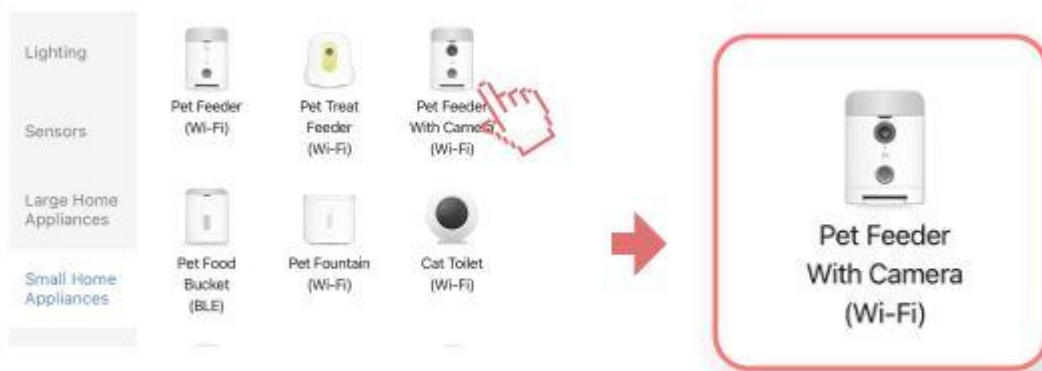 Lighting
Sensors
Large Home
Appliances
Small Home
Appliances
Pet Feeder
(Wi-Fi)
Pet Treat
Feeder
(Wi-Fi)
Pet Feeder
With Camera
(Wi-Fi)
Pet Food
Bucket
(BLE)
Pet Fountain
(Wi-Fi)
Cat Toilet
(Wi-Fi)
Pet Feeder
With Camera
(Wi-Fi)